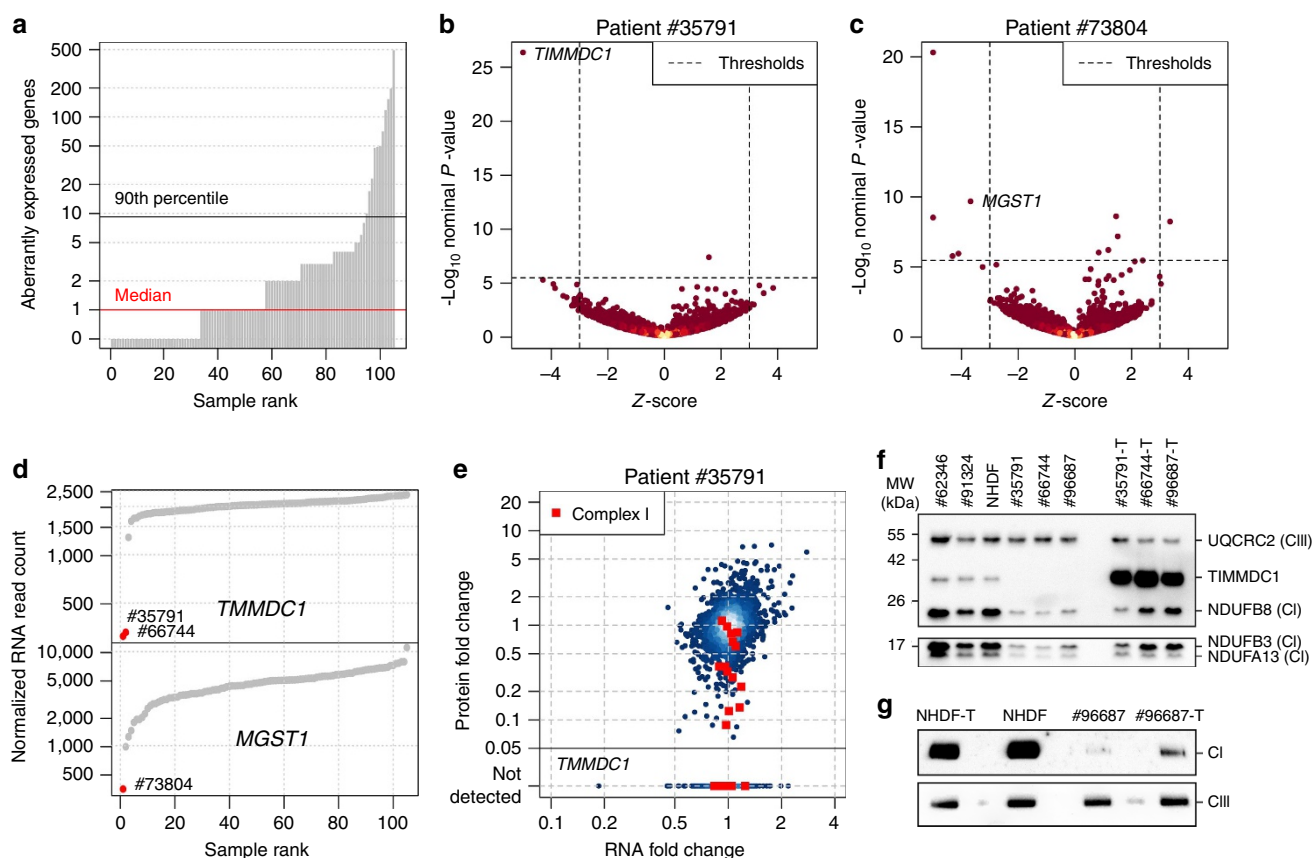 a
Aberrantly expressed genes
500
200
100
50
20
10
5
2
1
0
90th percentile
Median
0 20 40 60 80 100
Sample rank
b
Patient #35791
-Log10 nominal P -value
25
20
15
10
5
0
TIMMDC1
Thresholds
−4 −2 0 2 4
Z-score
c
Patient #73804
-Log10 nominal P -value
20
15
10
5
0
MGST1
Thresholds
−4 −2 0 2 4
Z-score
d
Normalized RNA read count
2,500
1,500
1,000
500
#35791
#66744
TMMDC1
10,000
5,000
2,000
1,000
500
MGST1
#73804
0 20 40 60 80 100
Sample rank
e
Patient #35791
Protein fold change
20
10
5
2
1
0.5
0.2
0.1
0.05
Not
detected
Complex I
TMMDC1
0.1 0.2 0.5 1 2 4
RNA fold change
f
MW
(kDa)
#62346
#91324
NHDF
#35791
#66744
#96687
#35791-T
#66744-T
#96687-T
55
42
26
17
UQCRC2 (CIII)
TIMMDC1
NDUFB8 (CI)
NDUFB3 (CI)
NDUFA13 (CI)
g
NHDF-T NHDF #96687 #96687-T
CI
CIII